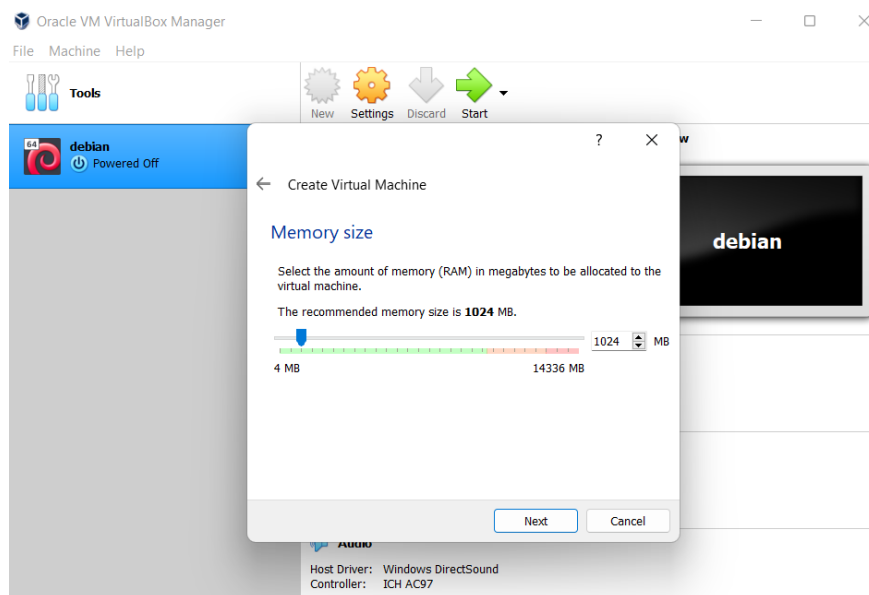 Oracle VM VirtualBox Manager
File Machine Help
Tools
New Settings Discard Start
64
debian
Powered Off
w
?
Create Virtual Machine
Memory size
Select the amount of memory (RAM) in megabytes to be allocated to the
virtual machine.
The recommended memory size is 1024 MB.
1024 MB
4 MB 14336 MB
debian
Next Cancel
Audio
Host Driver: Windows DirectSound
Controller: ICH AC97